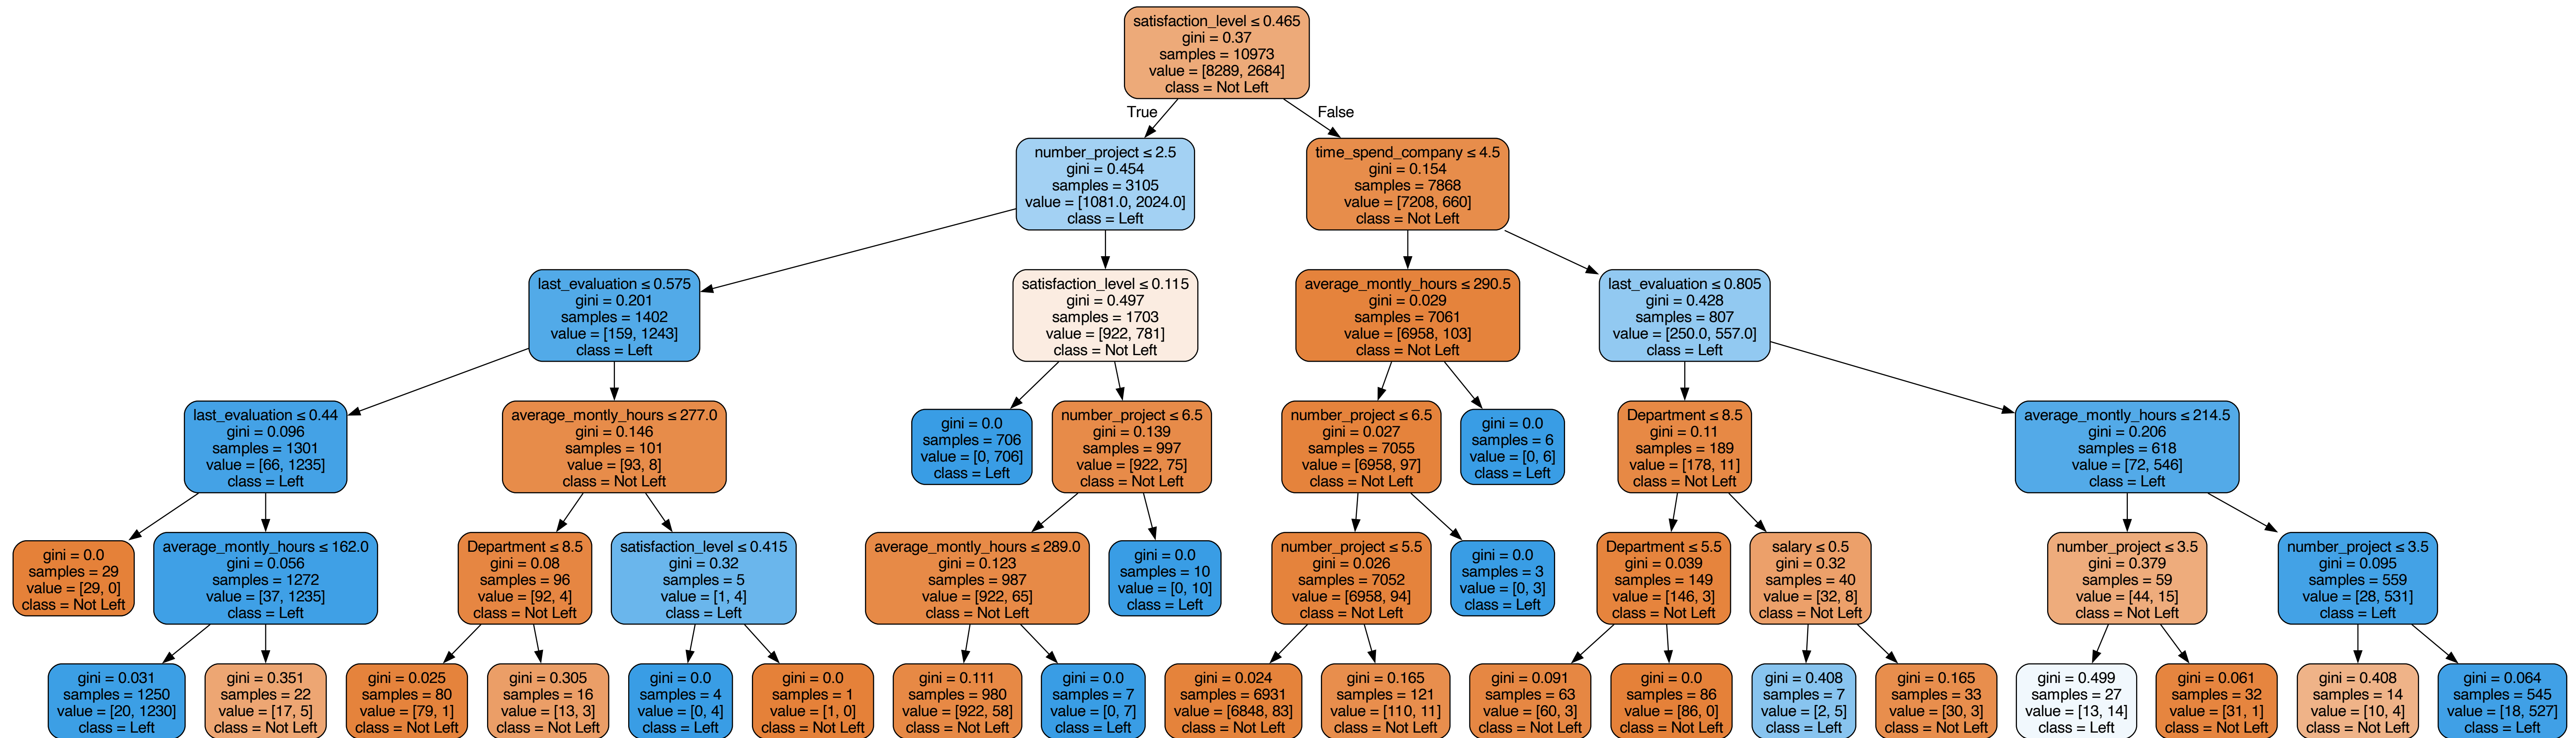 satisfaction_level ≤ 0.465
gini = 0.37
samples = 10973
value = [8289, 2684]
class = Not Left
True
False
number_project ≤ 2.5
gini = 0.454
samples = 3105
value = [1081.0, 2024.0]
class = Left
time_spend_company ≤ 4.5
gini = 0.154
samples = 7868
value = [7208, 660]
class = Not Left
last_evaluation ≤ 0.575
gini = 0.201
samples = 1402
value = [159, 1243]
class = Left
satisfaction_level ≤ 0.115
gini = 0.497
samples = 1703
value = [922, 781]
class = Not Left
average_montly_hours ≤ 290.5
gini = 0.029
samples = 7061
value = [6958, 103]
class = Not Left
last_evaluation ≤ 0.805
gini = 0.428
samples = 807
value = [250.0, 557.0]
class = Left
last_evaluation ≤ 0.44
gini = 0.096
samples = 1301
value = [66, 1235]
class = Left
average_montly_hours ≤ 277.0
gini = 0.146
samples = 101
value = [93, 8]
class = Not Left
gini = 0.0
samples = 706
value = [0, 706]
class = Left
number_project ≤ 6.5
gini = 0.139
samples = 997
value = [922, 75]
class = Not Left
number_project ≤ 6.5
gini = 0.027
samples = 7055
value = [6958, 97]
class = Not Left
gini = 0.0
samples = 6
value = [0, 6]
class = Left
Department ≤ 8.5
gini = 0.11
samples = 189
value = [178, 11]
class = Not Left
average_montly_hours ≤ 214.5
gini = 0.206
samples = 618
value = [72, 546]
class = Left
gini = 0.0
samples = 29
value = [29, 0]
class = Not Left
average_montly_hours ≤ 162.0
gini = 0.056
samples = 1272
value = [37, 1235]
class = Left
Department ≤ 8.5
gini = 0.08
samples = 96
value = [92, 4]
class = Not Left
satisfaction_level ≤ 0.415
gini = 0.32
samples = 5
value = [1, 4]
class = Left
average_montly_hours ≤ 289.0
gini = 0.123
samples = 987
value = [922, 65]
class = Not Left
gini = 0.0
samples = 10
value = [0, 10]
class = Left
number_project ≤ 5.5
gini = 0.026
samples = 7052
value = [6958, 94]
class = Not Left
gini = 0.0
samples = 3
value = [0, 3]
class = Left
Department ≤ 5.5
gini = 0.039
samples = 149
value = [146, 3]
class = Not Left
salary ≤ 0.5
gini = 0.32
samples = 40
value = [32, 8]
class = Not Left
number_project ≤ 3.5
gini = 0.379
samples = 59
value = [44, 15]
class = Not Left
number_project ≤ 3.5
gini = 0.095
samples = 559
value = [28, 531]
class = Left
gini = 0.031
samples = 1250
value = [20, 1230]
class = Left
gini = 0.351
samples = 22
value = [17, 5]
class = Not Left
gini = 0.025
samples = 80
value = [79, 1]
class = Not Left
gini = 0.305
samples = 16
value = [13, 3]
class = Not Left
gini = 0.0
samples = 4
value = [0, 4]
class = Left
gini = 0.0
samples = 1
value = [1, 0]
class = Not Left
gini = 0.111
samples = 980
value = [922, 58]
class = Not Left
gini = 0.0
samples = 7
value = [0, 7]
class = Left
gini = 0.024
samples = 6931
value = [6848, 83]
class = Not Left
gini = 0.165
samples = 121
value = [110, 11]
class = Not Left
gini = 0.091
samples = 63
value = [60, 3]
class = Not Left
gini = 0.0
samples = 86
value = [86, 0]
class = Not Left
gini = 0.408
samples = 7
value = [2, 5]
class = Left
gini = 0.165
samples = 33
value = [30, 3]
class = Not Left
gini = 0.499
samples = 27
value = [13, 14]
class = Left
gini = 0.061
samples = 32
value = [31, 1]
class = Not Left
gini = 0.408
samples = 14
value = [10, 4]
class = Not Left
gini = 0.064
samples = 545
value = [18, 527]
class = Left